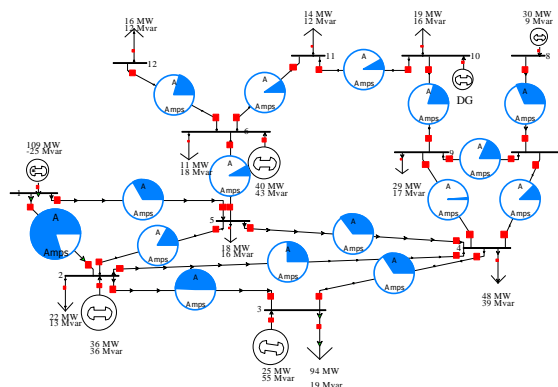 16 MW
12 Mvar
14 MW
12 Mvar
19 MW
16 Mvar
30 MW
9 Mvar
12
A
Amps
A
Amps
11
A
Amps
10
DG
8
A
Amps
A
Amps
6
11 MW
18 Mvar
A
Amps
40 MW
43 Mvar
9
A
Amps
29 MW
17 Mvar
A
Amps
A
Amps
109 MW
-25 Mvar
1
A
Amps
A
Amps
5
18 MW
16 Mvar
A
Amps
A
Amps
4
48 MW
39 Mvar
2
22 MW
13 Mvar
36 MW
36 Mvar
A
Amps
A
Amps
A
Amps
3
25 MW
55 Mvar
94 MW
19 Mvar